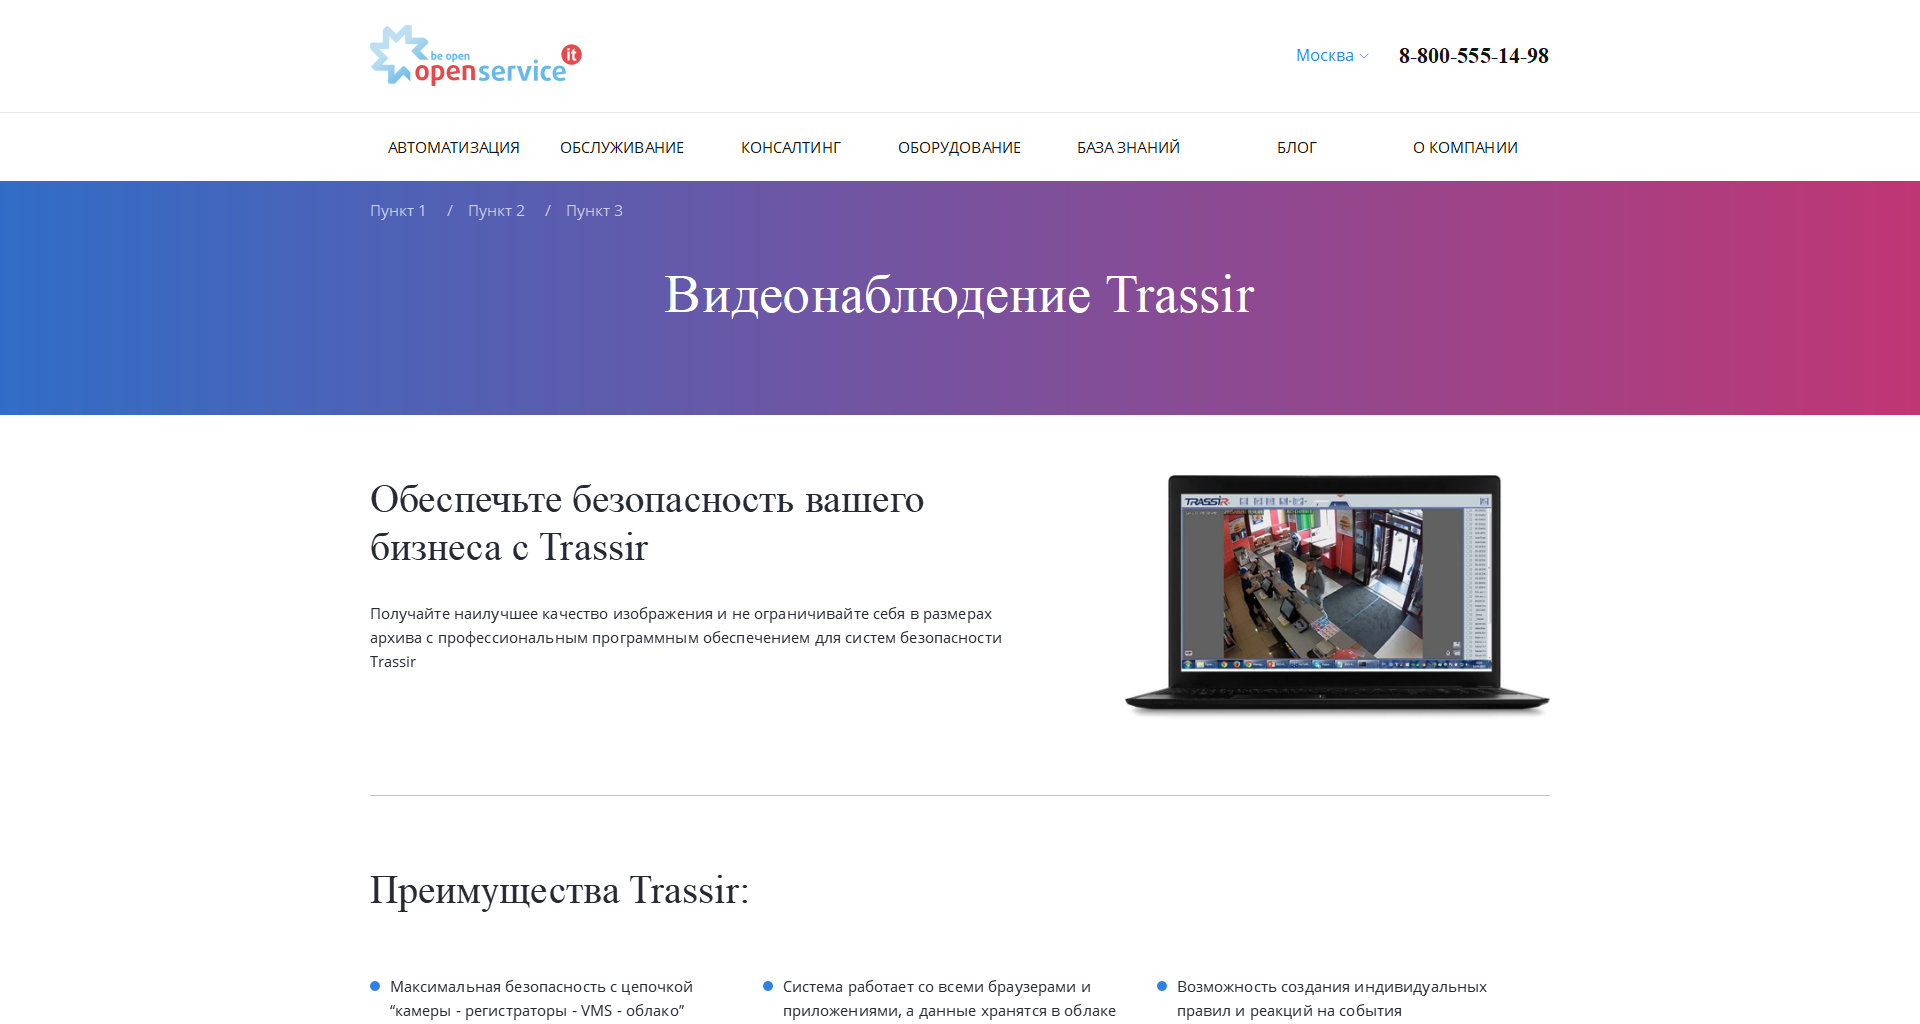 be open
openservice
it
Москва
8-800-555-14-98
АВТОМАТИЗАЦИЯ
ОБСЛУЖИВАНИЕ
КОНСАЛТИНГ
ОБОРУДОВАНИЕ
БАЗА ЗНАНИЙ
БЛОГ
О КОМПАНИИ
Пункт 1 / Пункт 2 / Пункт 3
Видеонаблюдение Trassir
Обеспечьте безопасность вашего
бизнеса с Trassir
Получайте наилучшее качество изображения и не ограничивайте себя в размерах
архива с профессиональным программным обеспечением для систем безопасности
Trassir
TRASSIR
Преимущества Trassir:
Максимальная безопасность с цепочкой
“камеры - регистраторы - VMS - облако”
Система работает со всеми браузерами и
приложениями, а данные хранятся в облаке
Возможность создания индивидуальных
правил и реакций на события